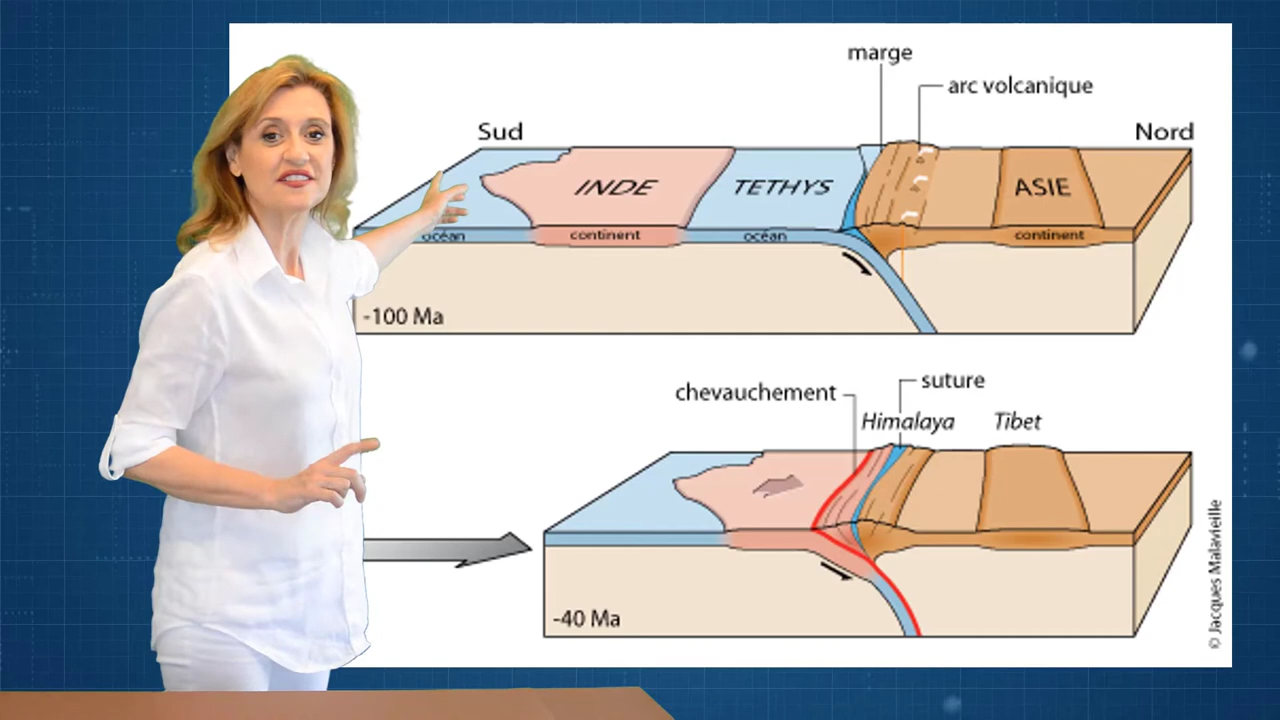 marge
arc volcanique
Sud
Nord
INDE
TETHYS
ASIE
océan
continent
océan
continent
-100 Ma
suture
chevauchement
Himalaya
Tibet
-40 Ma
© Jacques Malavieille